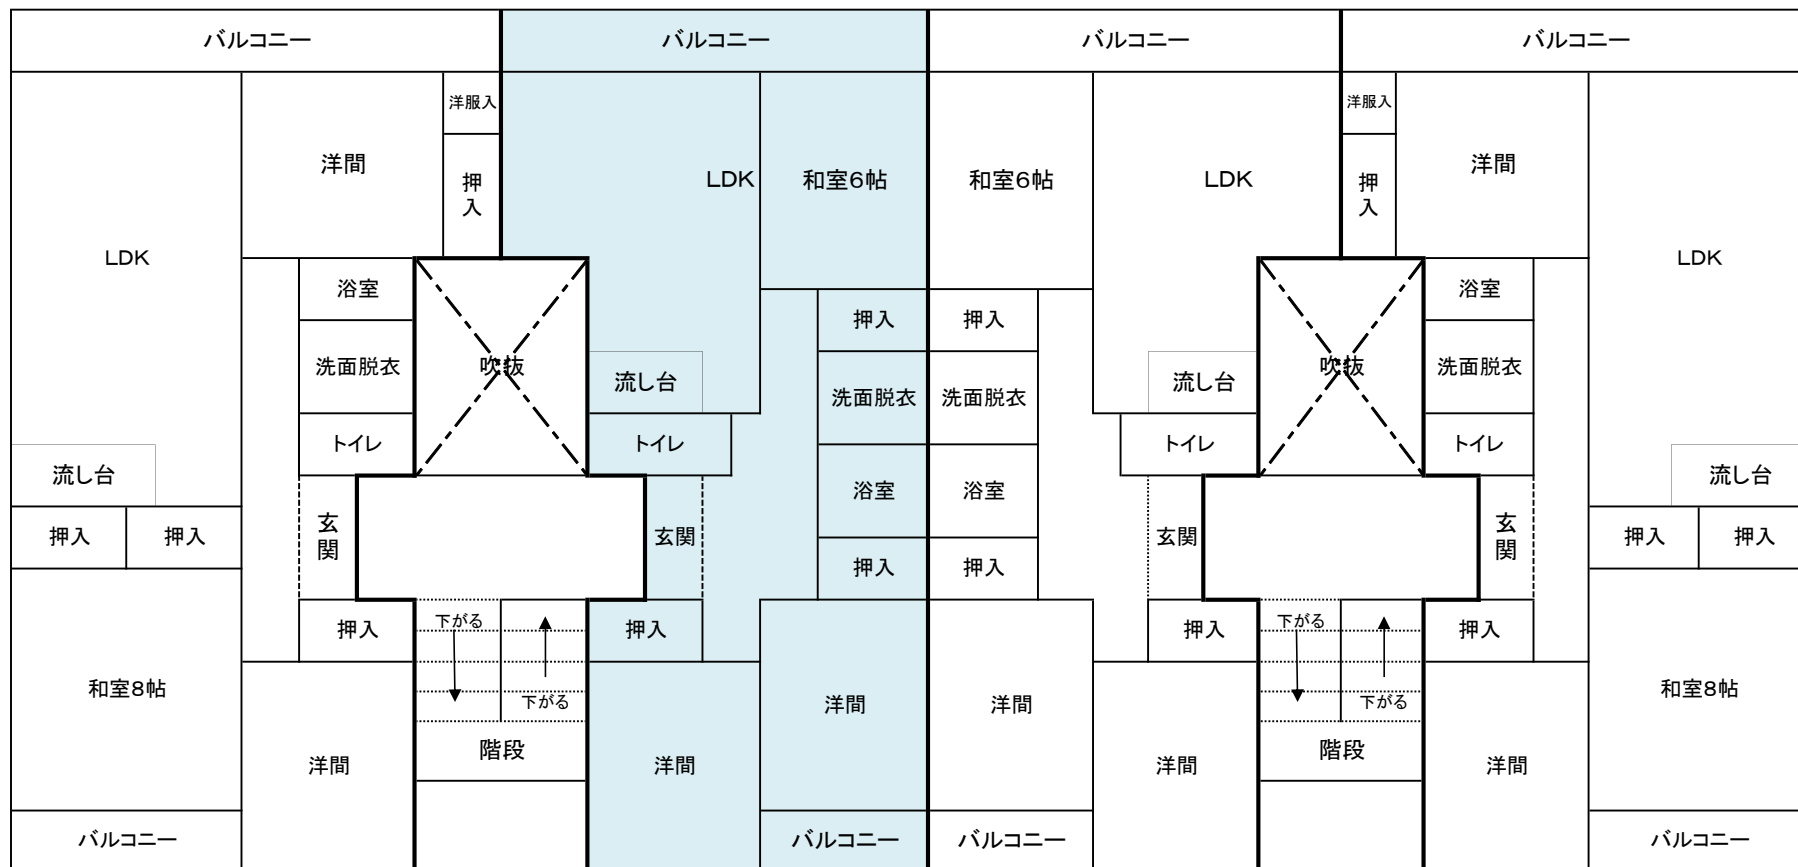 バルコニー バルコニー バルコニー バルコニー
洋服入 洋服入
洋間 押入 LDK 和室6帖 和室6帖 LDK 押入 洋間
LDK LDK
浴室 浴室
押入 押入
洗面脱衣 吹抜 流し台 洗面脱衣 洗面脱衣 流し台 吹抜 洗面脱衣
トイレ トイレ トイレ トイレ
流し台 浴室 浴室 流し台
押入 押入 玄関 玄関 玄関 玄関 押入 押入
押入 押入
押入 下がる 押入 押入 下がる 押入
和室8帖 下がる 洋間 洋間 下がる 和室8帖
洋間 階段 洋間 洋間 階段 洋間
バルコニー バルコニー バルコニー バルコニー